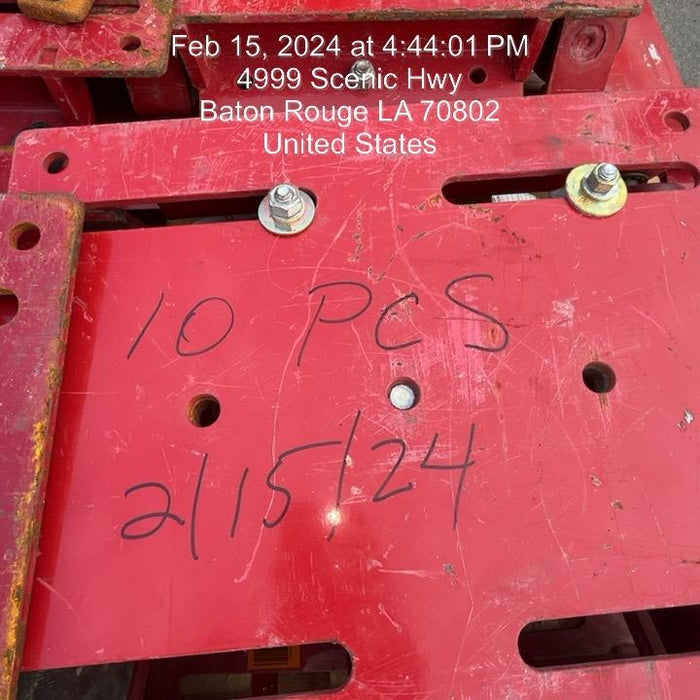 Feb 15, 2024 at 4:44:01 PM
4999 Scenic Hwy
Baton Rouge LA 70802
United States
10 PCS
2/15/24